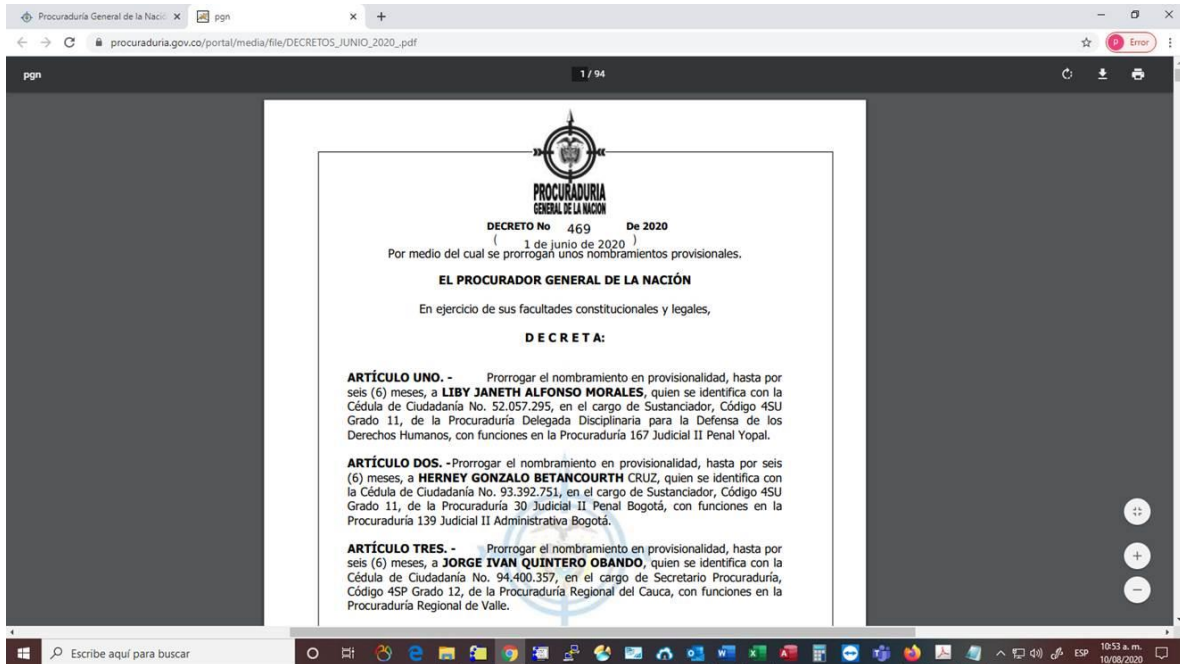 Procuraduría General de la Naci
pgn
procuraduria.gov.co/portal/media/file/DECRETOS_JUNIO_2020_.pdf
P Error
pgn
1 / 94
PROCURADURIA
GENERAL DE LA NACION
DECRETO No 469 De 2020
( 1 de junio de 2020 )
Por medio del cual se prorrogan unos nombramientos provisionales.
EL PROCURADOR GENERAL DE LA NACIÓN
En ejercicio de sus facultades constitucionales y legales,
D E C R E T A:
ARTÍCULO UNO. - Prorrogar el nombramiento en provisionalidad, hasta por
seis (6) meses, a LIBY JANETH ALFONSO MORALES, quien se identifica con la
Cédula de Ciudadanía No. 52.057.295, en el cargo de Sustanciador, Código 4SU
Grado 11, de la Procuraduría Delegada Disciplinaria para la Defensa de los
Derechos Humanos, con funciones en la Procuraduría 167 Judicial II Penal Yopal.
ARTÍCULO DOS. -Prorrogar el nombramiento en provisionalidad, hasta por seis
(6) meses, a HERNEY GONZALO BETANCOURTH CRUZ, quien se identifica con
la Cédula de Ciudadanía No. 93.392.751, en el cargo de Sustanciador, Código 4SU
Grado 11, de la Procuraduría 30 Judicial II Penal Bogotá, con funciones en la
Procuraduría 139 Judicial II Administrativa Bogotá.
ARTÍCULO TRES. - Prorrogar el nombramiento en provisionalidad, hasta por
seis (6) meses, a JORGE IVAN QUINTERO OBANDO, quien se identifica con la
Cédula de Ciudadanía No. 94.400.357, en el cargo de Secretario Procuraduría,
Código 4SP Grado 12, de la Procuraduría Regional del Cauca, con funciones en la
Procuraduría Regional de Valle.
Escribe aquí para buscar
ESP
10:53 a. m.
10/08/2020